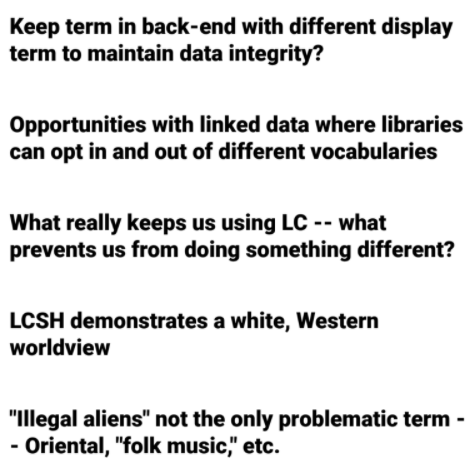 Keep term in back-end with different display
term to maintain data integrity?
Opportunities with linked data where libraries
can opt in and out of different vocabularies
What really keeps us using LC -- what
prevents us from doing something different?
LCSH demonstrates a white, Western
worldview
"Illegal aliens" not the only problematic term -
- Oriental, "folk music," etc.